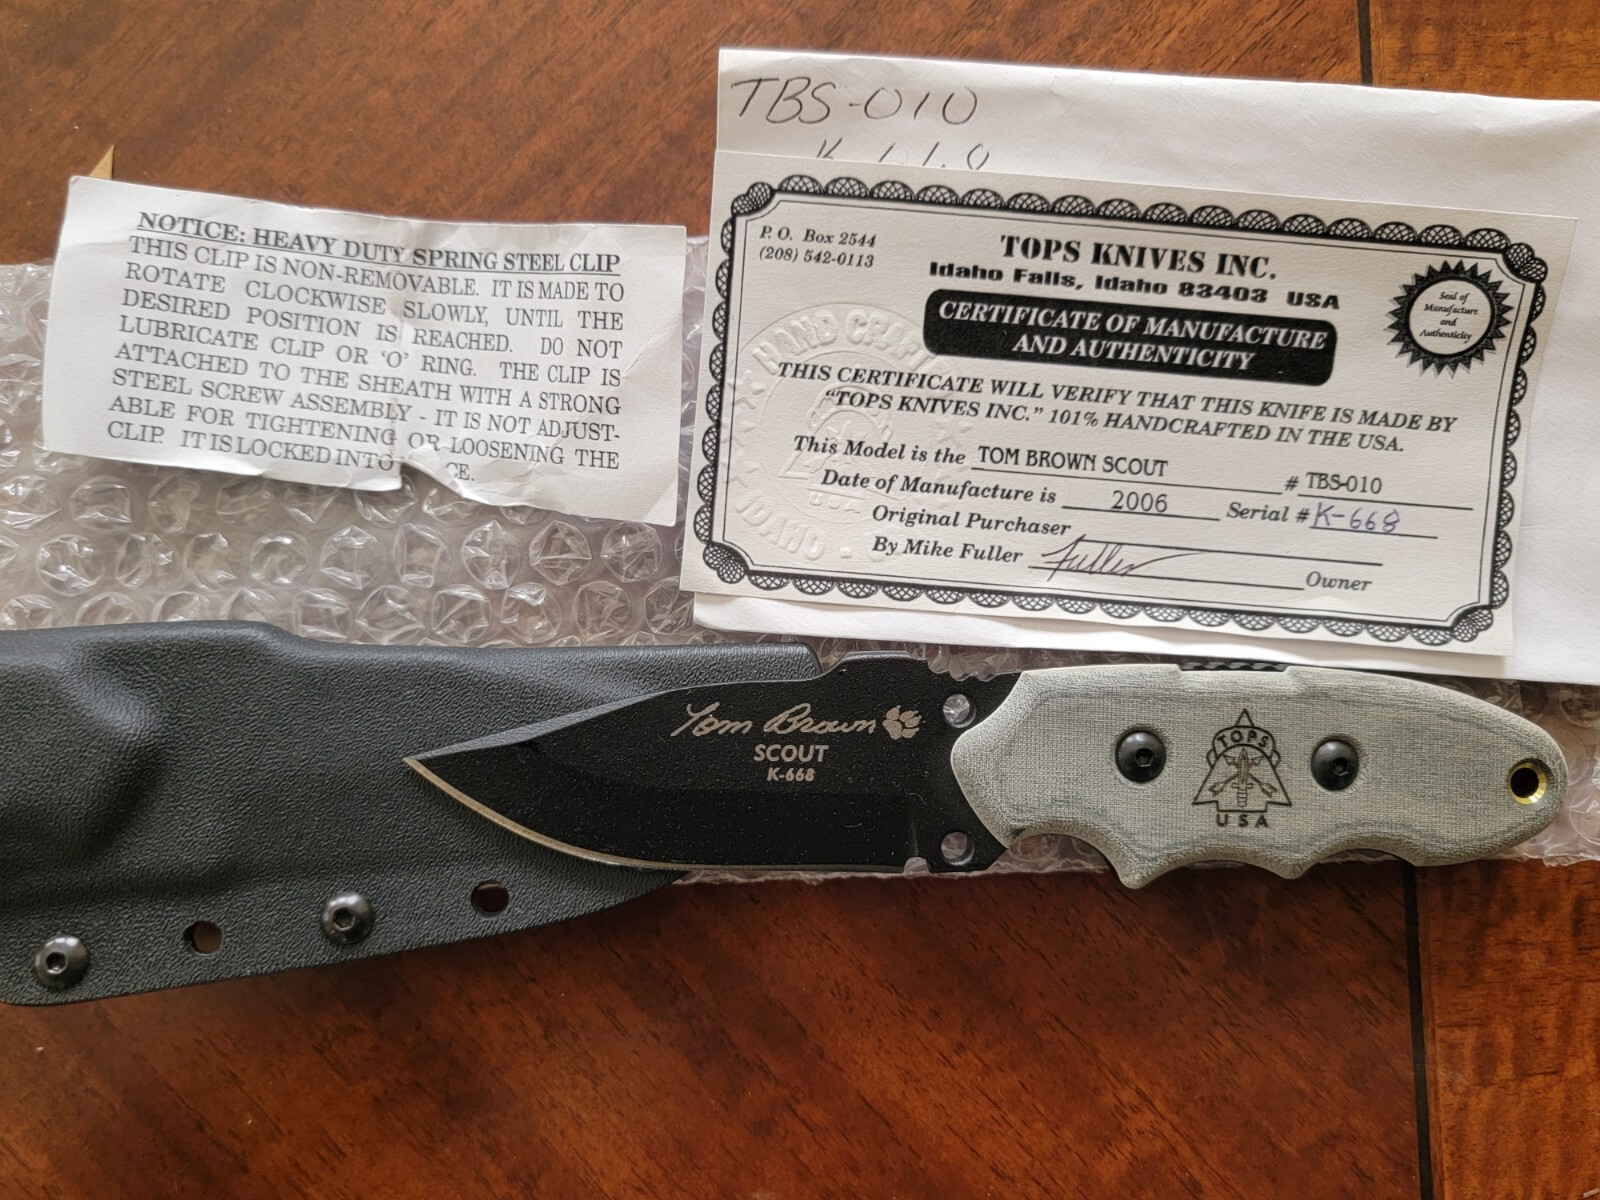 TBS-010
NOTICE: HEAVY DUTY SPRING STEEL CLIP
THIS CLIP IS NON-REMOVABLE. IT IS MADE TO
ROTATE CLOCKWISE SLOWLY, UNTIL THE
DESIRED POSITION IS REACHED. DO NOT
LUBRICATE CLIP OR 'O' RING. THE CLIP IS
ATTACHED TO THE SHEATH WITH A STRONG
STEEL SCREW ASSEMBLY - IT IS NOT ADJUST-
ABLE FOR TIGHTENING OR LOOSENING THE
CLIP. IT IS LOCKED INTO
P.O. Box 2544
(208) 542-0113
TOPS KNIVES INC.
Idaho Falls, Idaho 83403 USA
CERTIFICATE OF MANUFACTURE
AND AUTHENTICITY
Seal of
Manufacture
and
Authenticity
HAND
IDAHO
USA
THIS CERTIFICATE WILL VERIFY THAT THIS KNIFE IS MADE BY
"TOPS KNIVES INC." 101% HANDCRAFTED IN THE USA.
This Model is the TOM BROWN SCOUT # TBS-010
Date of Manufacture is 2006 Serial # K-668
Original Purchaser
By Mike Fuller Fuller
Owner
Tom Brown
SCOUT
K-668
TOPS
USA